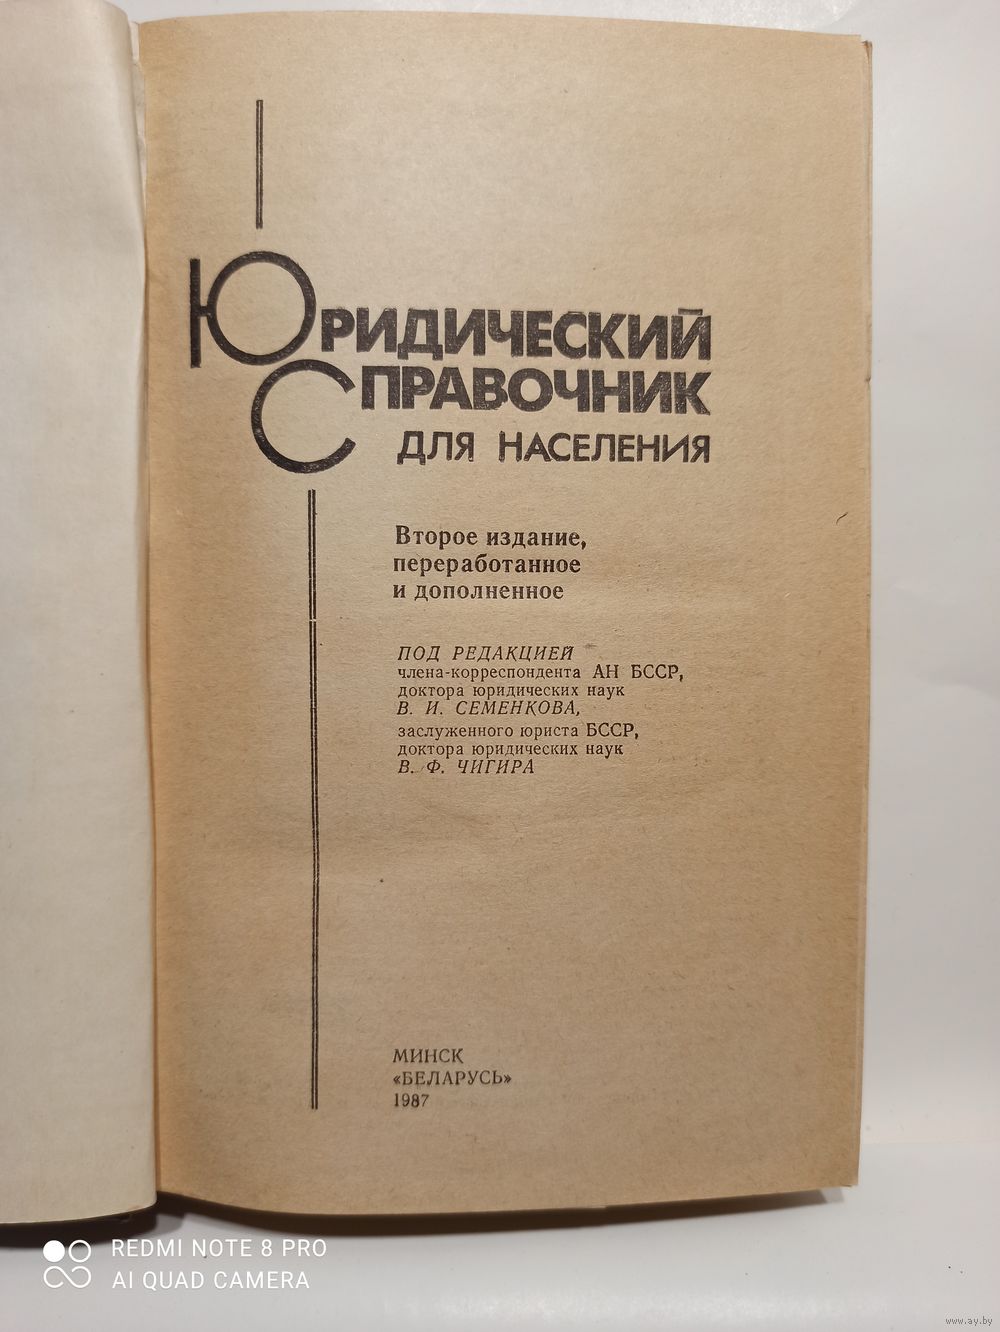 ЮРИДИЧЕСКИЙ
СПРАВОЧНИК
ДЛЯ НАСЕЛЕНИЯ
Второе издание,
переработанное
и дополненное
ПОД РЕДАКЦИЕЙ
члена-корреспондента АН БССР,
доктора юридических наук
В. И. СЕМЕНКОВА,
заслуженного юриста БССР,
доктора юридических наук
В. Ф. ЧИГИРА
МИНСК
«БЕЛАРУСЬ»
1987
REDMI NOTE 8 PRO
AI QUAD CAMERA
www.ay.by